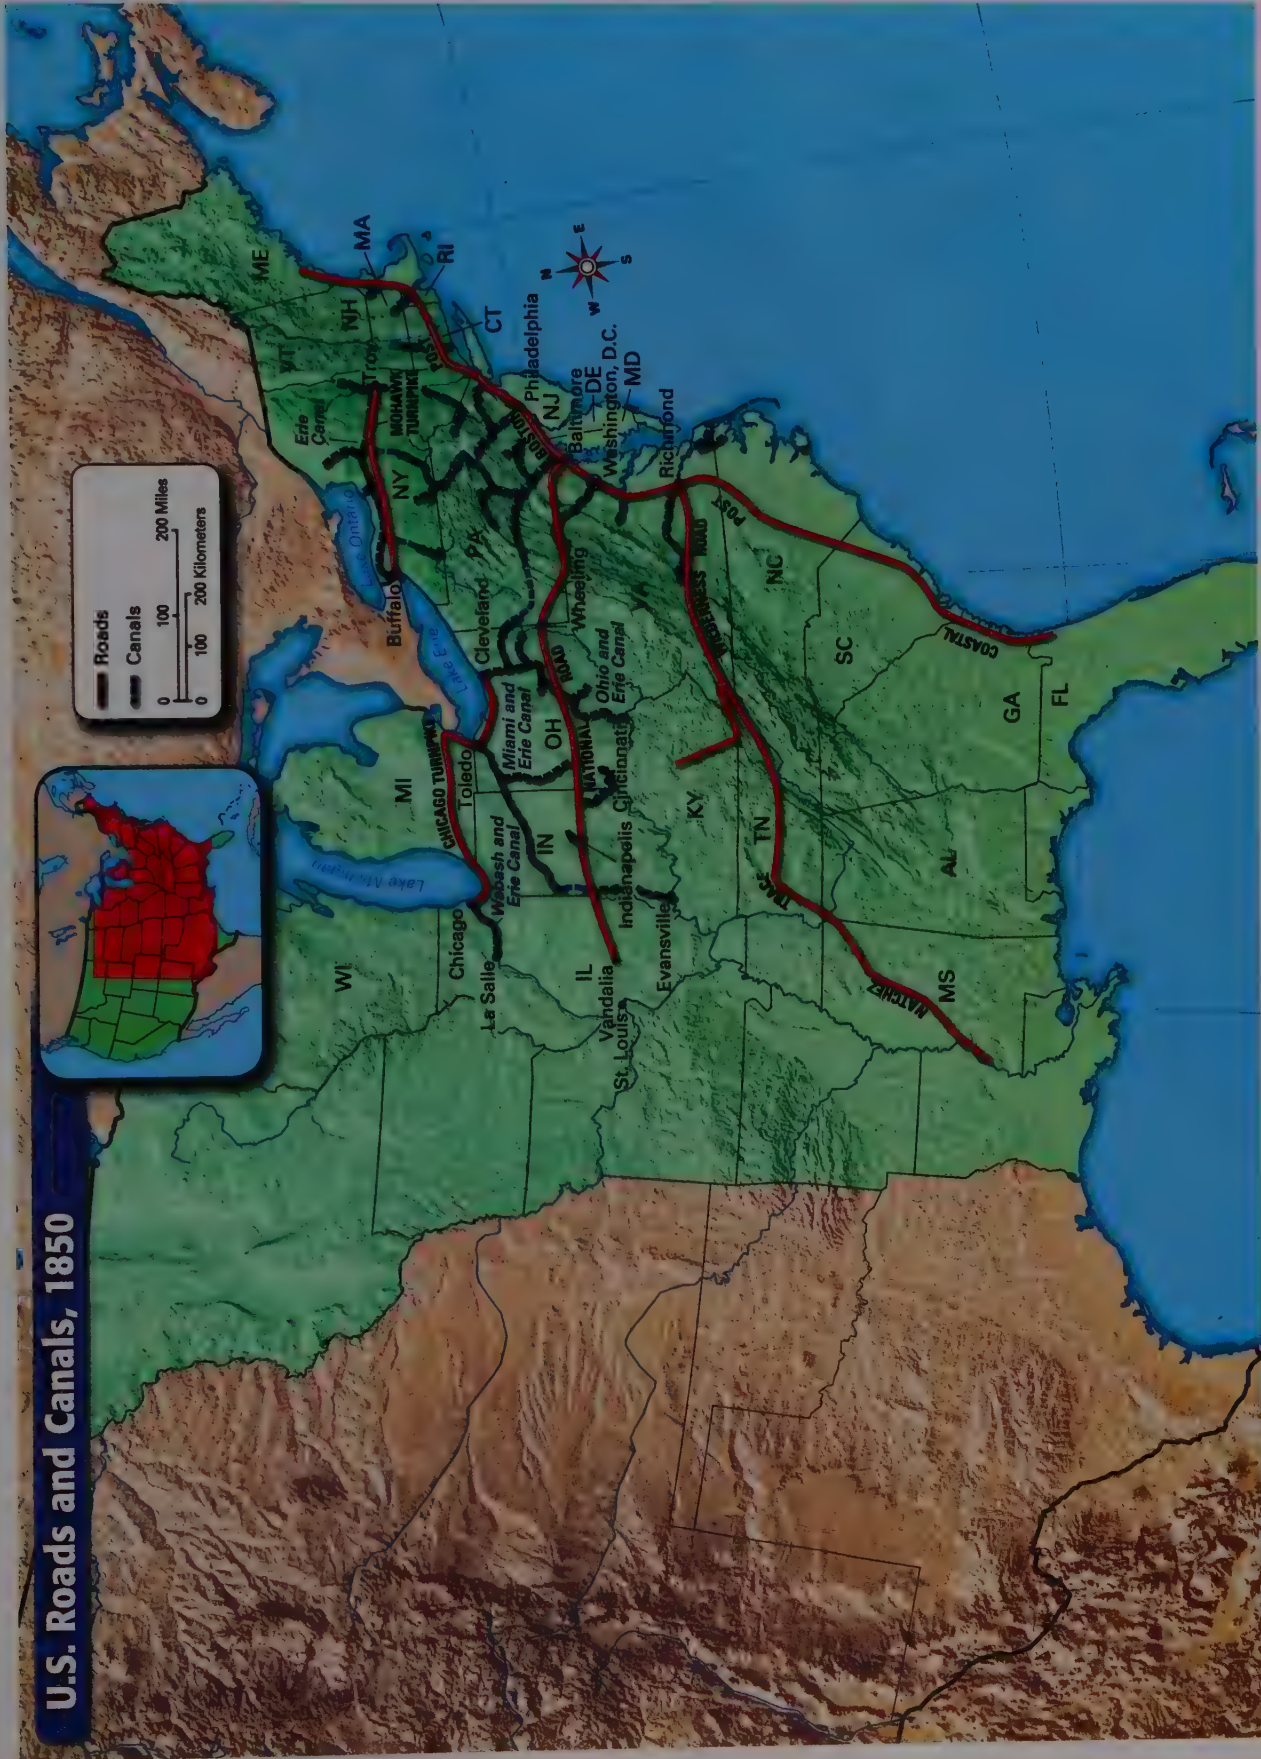 U.S. Roads and Canals, 1850
Roads
Canals
0 100 200 Miles
0 100 200 Kilometers
ME
VT
NH
MA
RI
CT
Troy
Erie
Canal
MOHAWK
TURNPIKE
NY
Lake Ontario
Buffalo
Lake Erie
BOSTON
POST
ROAD
Philadelphia
NJ
Baltimore
DE
Washington, D.C.
MD
Richmond
N
E
S
W
PA
Cleveland
Wheeling
VA
Ohio and
Erie Canal
Miami and
Erie Canal
OH
NATIONAL
ROAD
Cincinnati
MI
CHICAGO TURNPIKE
Toledo
Lake Michigan
Wabash and
Erie Canal
IN
Indianapolis
Evansville
WI
Chicago
La Salle
IL
Vandalia
St. Louis
KY
WILDERNESS
ROAD
POST
NC
TN
SC
COASTAL
GA
FL
AL
MS
NATCHEZ
TRACE